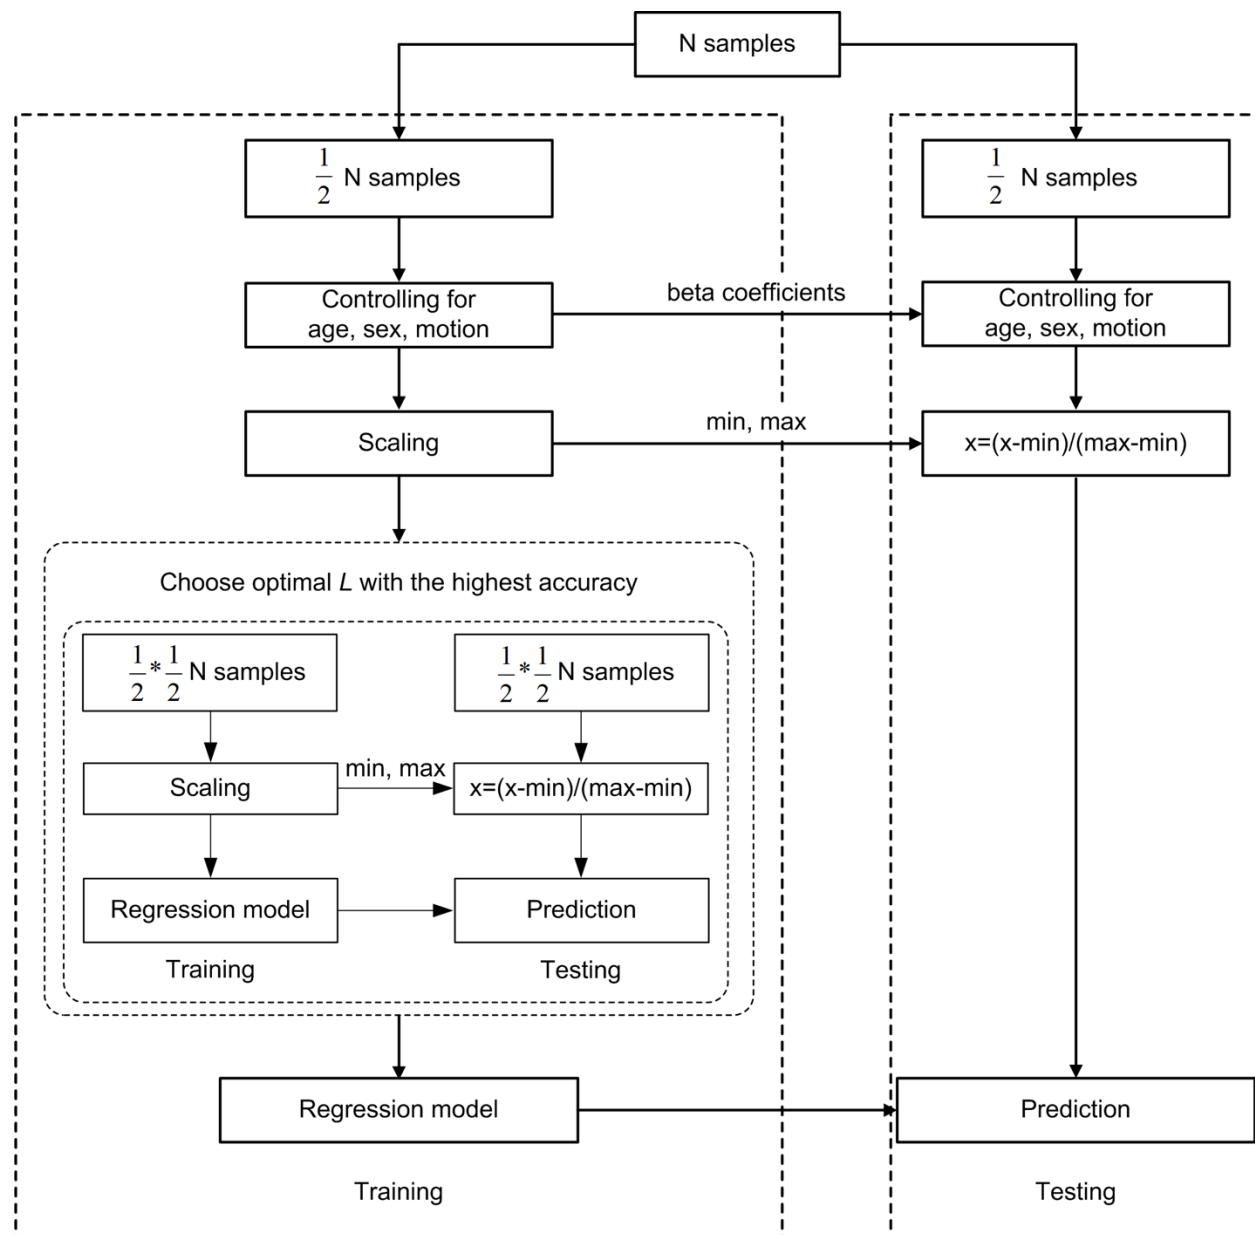 N samples
1/2 N samples
1/2 N samples
Controlling for
age, sex, motion
beta coefficients
Controlling for
age, sex, motion
Scaling
min, max
x=(x-min)/(max-min)
Choose optimal L with the highest accuracy
1/2*1/2 N samples
1/2*1/2 N samples
Scaling
min, max
x=(x-min)/(max-min)
Regression model
Prediction
Training
Testing
Regression model
Prediction
Training
Testing